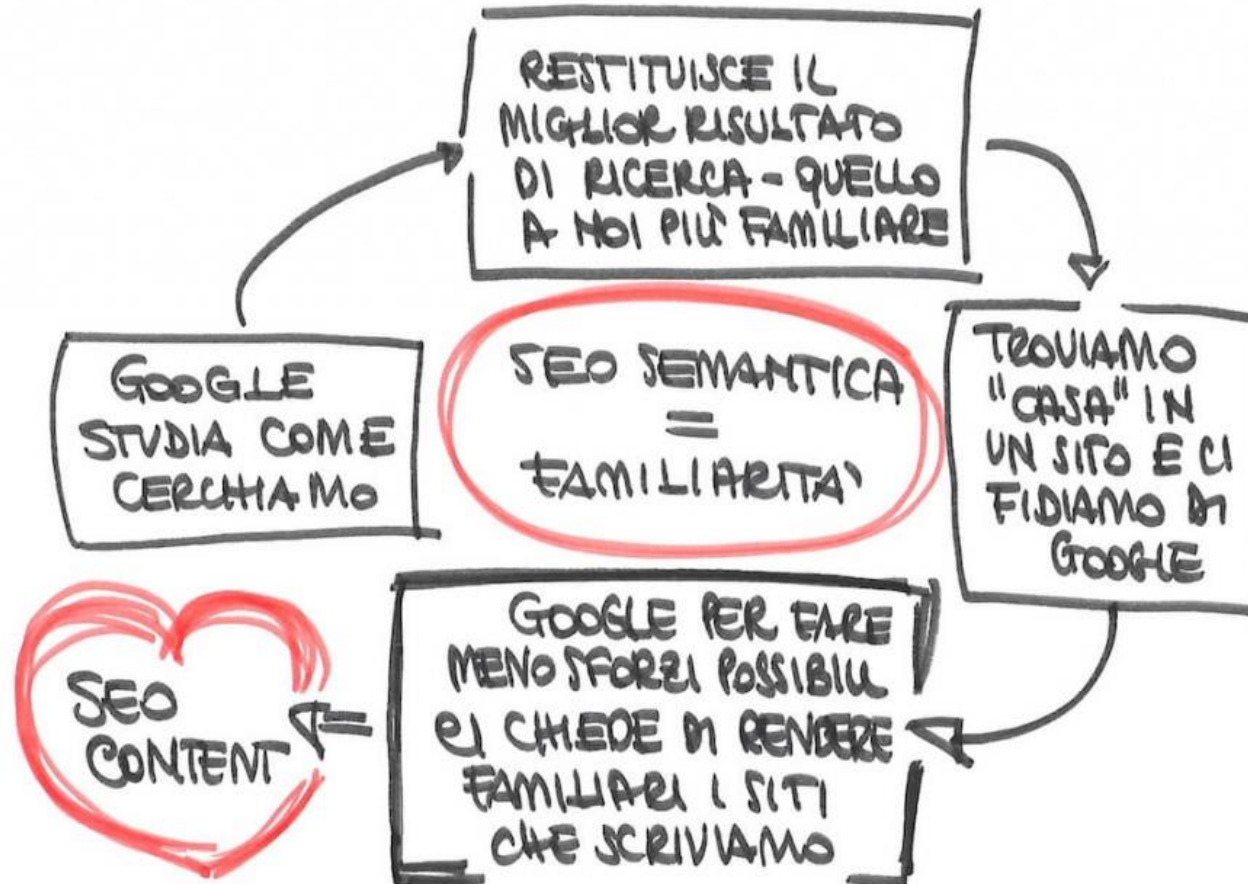 RESTITUISCE IL
MIGLIOR RISULTATO
DI RICERCA - QUELLO
A NOI PIÙ FAMILIARE
GOOGLE
STUDIA COME
CERCHIAMO
SEO SEMANTICA
=
FAMILIARITA'
TROVIAMO
"CASA" IN
UN SITO E CI
FIDIAMO DI
GOOGLE
GOOGLE PER FARE
MENO SFORZI POSSIBILI
CI CHIEDE DI RENDERE
FAMILIARI I SITI
CHE SCRIVIAMO
SEO
CONTENT